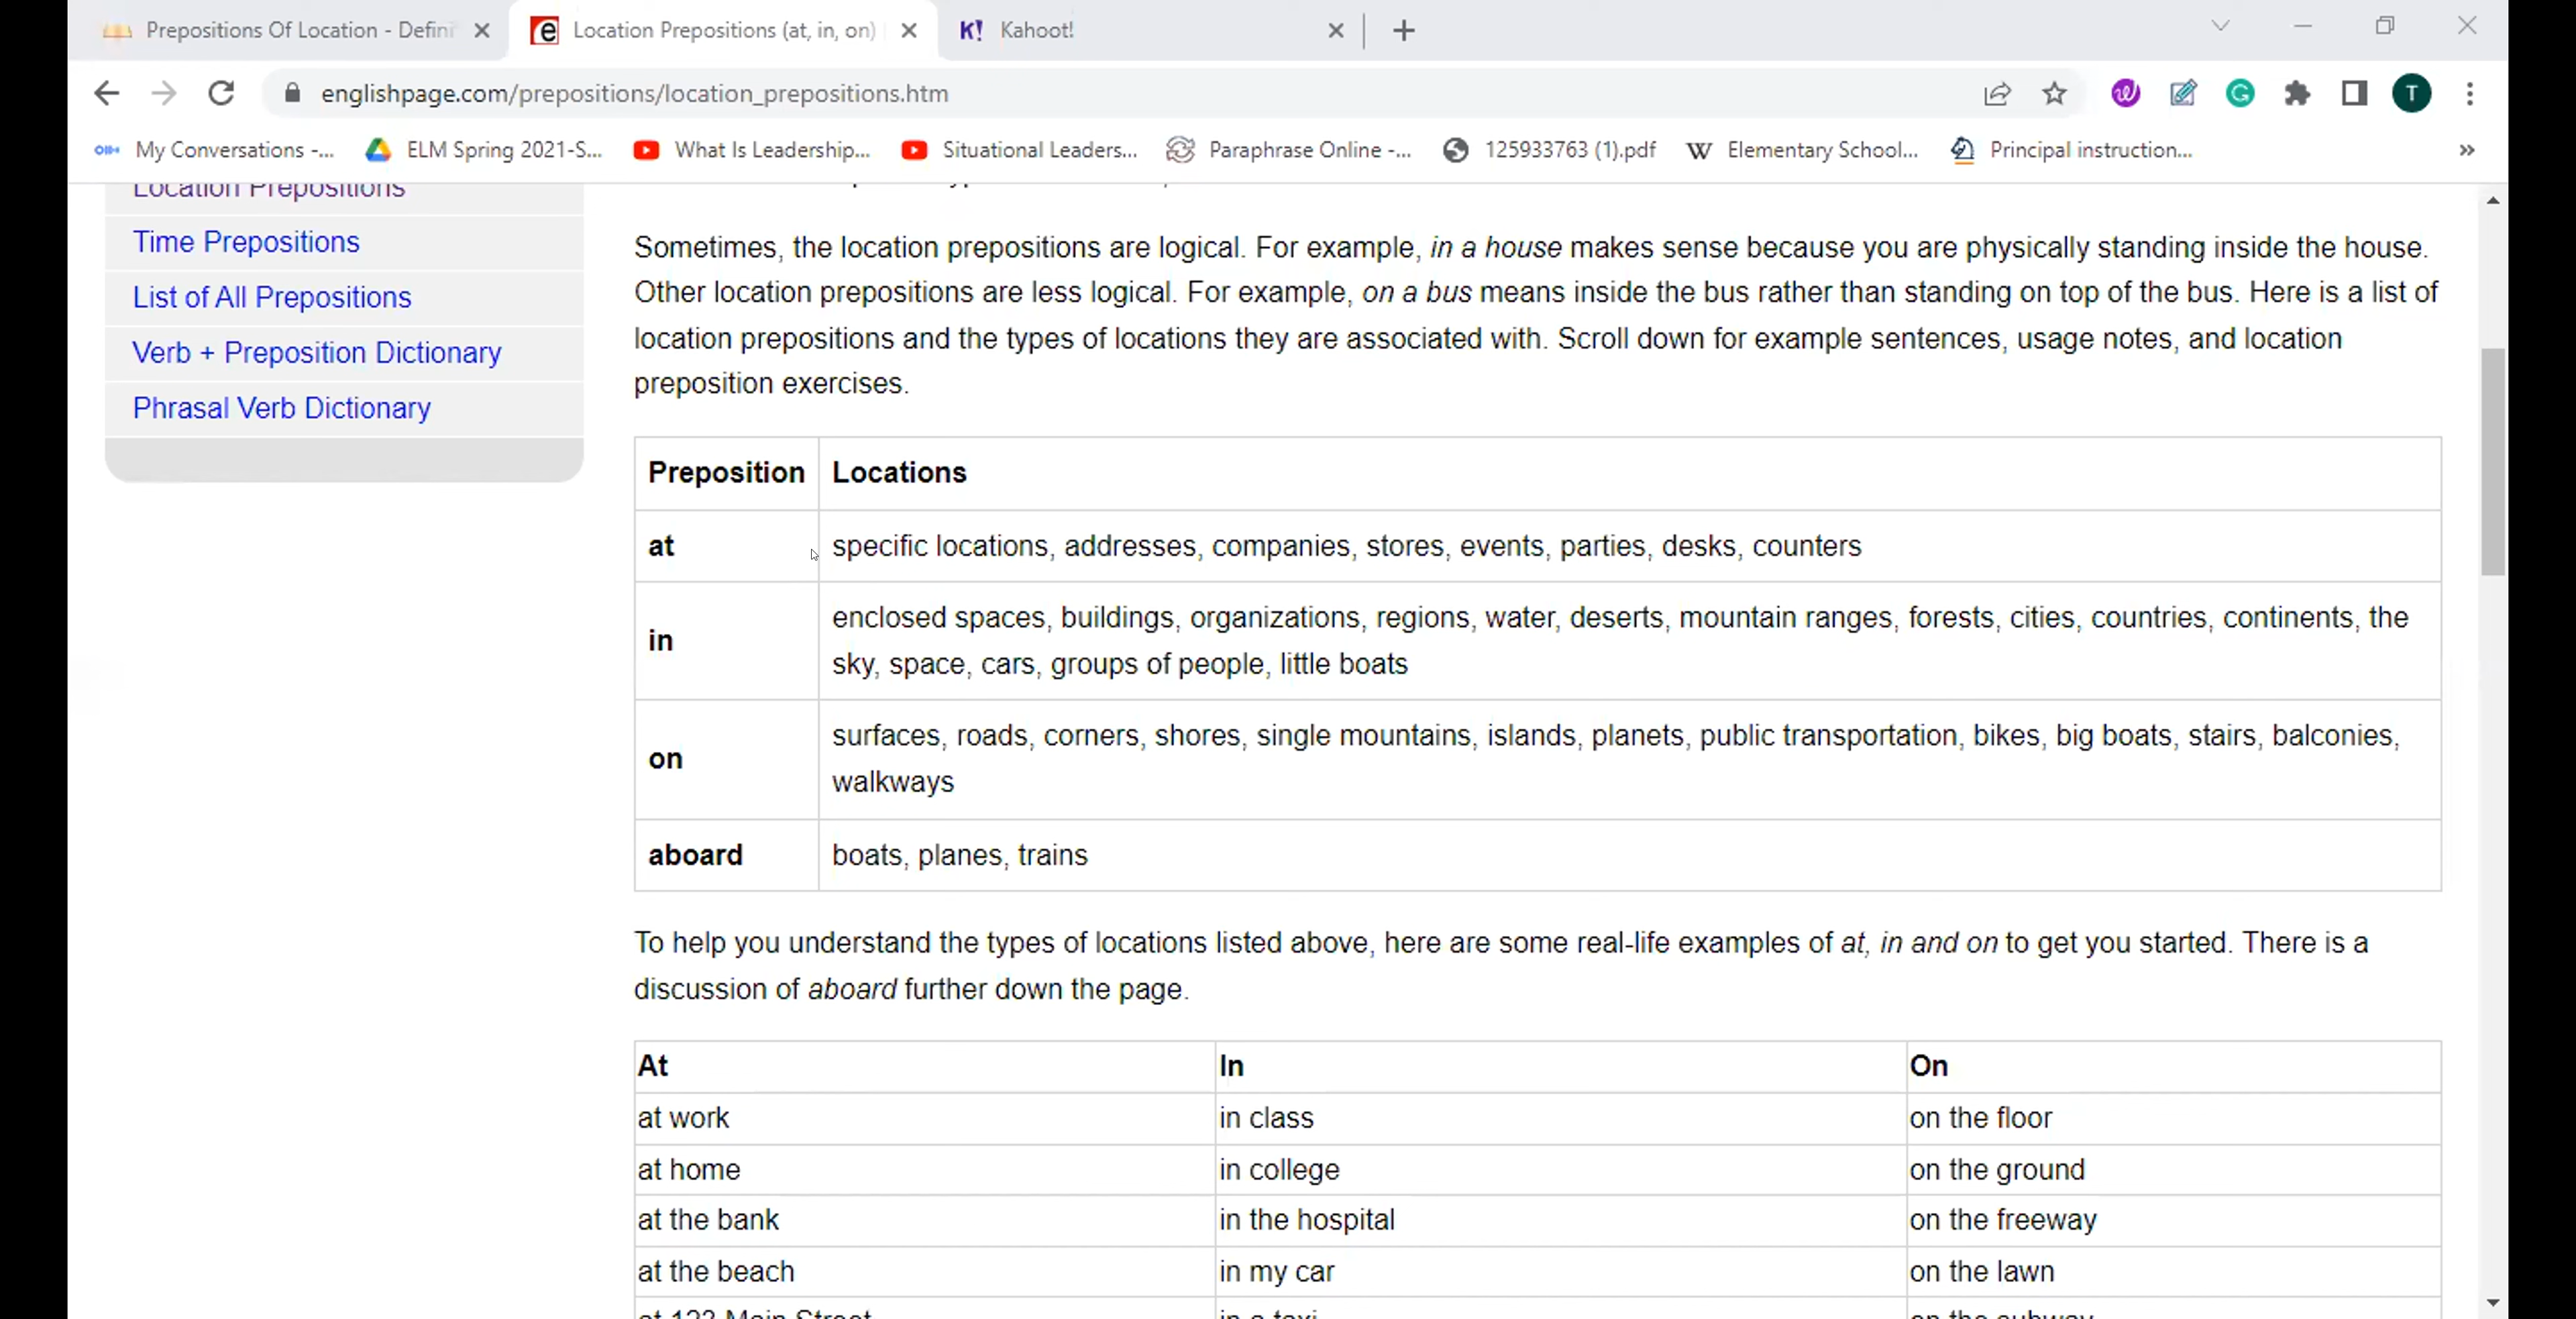 Prepositions Of Location - Defini
Location Prepositions (at, in, on)
K! Kahoot!
englishpage.com/prepositions/location_prepositions.htm
T
My Conversations -...
ELM Spring 2021-S...
What Is Leadership...
Situational Leaders...
Paraphrase Online -...
125933763 (1).pdf
W Elementary School...
Principal instruction...
»
Location Prepositions
Time Prepositions
List of All Prepositions
Verb + Preposition Dictionary
Phrasal Verb Dictionary
Sometimes, the location prepositions are logical. For example, in a house makes sense because you are physically standing inside the house.
Other location prepositions are less logical. For example, on a bus means inside the bus rather than standing on top of the bus. Here is a list of
location prepositions and the types of locations they are associated with. Scroll down for example sentences, usage notes, and location
preposition exercises.
Preposition Locations
at specific locations, addresses, companies, stores, events, parties, desks, counters
in enclosed spaces, buildings, organizations, regions, water, deserts, mountain ranges, forests, cities, countries, continents, the
sky, space, cars, groups of people, little boats
on surfaces, roads, corners, shores, single mountains, islands, planets, public transportation, bikes, big boats, stairs, balconies,
walkways
aboard boats, planes, trains
To help you understand the types of locations listed above, here are some real-life examples of at, in and on to get you started. There is a
discussion of aboard further down the page.
At In On
at work in class on the floor
at home in college on the ground
at the bank in the hospital on the freeway
at the beach in my car on the lawn
at 123 Main Street in a taxi on the subway